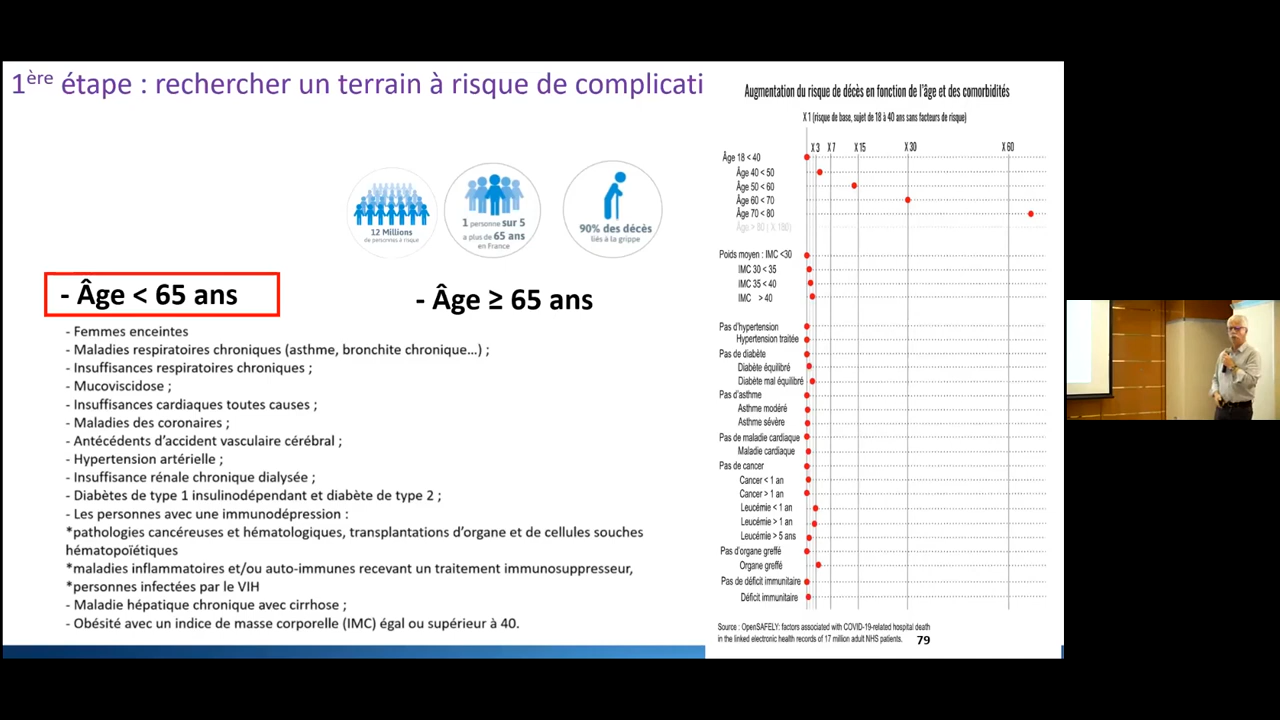 1ère étape : rechercher un terrain à risque de complicati
12 Millions
de personnes à risque
1 personne sur 5
a plus de 65 ans
en France
90% des décès
liés à la grippe
- Âge < 65 ans
- Âge ≥ 65 ans
- Femmes enceintes
- Maladies respiratoires chroniques (asthme, bronchite chronique…) ;
- Insuffisances respiratoires chroniques ;
- Mucoviscidose ;
- Insuffisances cardiaques toutes causes ;
- Maladies des coronaires ;
- Antécédents d’accident vasculaire cérébral ;
- Hypertension artérielle ;
- Insuffisance rénale chronique dialysée ;
- Diabètes de type 1 insulinodépendant et diabète de type 2 ;
- Les personnes avec une immunodépression :
*pathologies cancéreuses et hématologiques, transplantations d’organe et de cellules souches
hématopoïétiques
*maladies inflammatoires et/ou auto-immunes recevant un traitement immunosuppresseur,
*personnes infectées par le VIH
- Maladie hépatique chronique avec cirrhose ;
- Obésité avec un indice de masse corporelle (IMC) égal ou supérieur à 40.
Augmentation du risque de décès en fonction de l’âge et des comorbidités
X 1 (risque de base, sujet de 18 à 40 ans sans facteurs de risque)
X 3 X 7 X 15 X 30 X 60
Âge 18 < 40
Âge 40 < 50
Âge 50 < 60
Âge 60 < 70
Âge 70 < 80
Âge > 80 ( X 180)
Poids moyen : IMC <30
IMC 30 < 35
IMC 35 < 40
IMC > 40
Pas d’hypertension
Hypertension traitée
Pas de diabète
Diabète équilibré
Diabète mal équilibré
Pas d’asthme
Asthme modéré
Asthme sévère
Pas de maladie cardiaque
Maladie cardiaque
Pas de cancer
Cancer < 1 an
Cancer > 1 an
Leucémie < 1 an
Leucémie > 1 an
Leucémie > 5 ans
Pas d’organe greffé
Organe greffé
Pas de déficit immunitaire
Déficit immunitaire
Source : OpenSAFELY: factors associated with COVID-19-related hospital death
in the linked electronic health records of 17 million adult NHS patients.
79